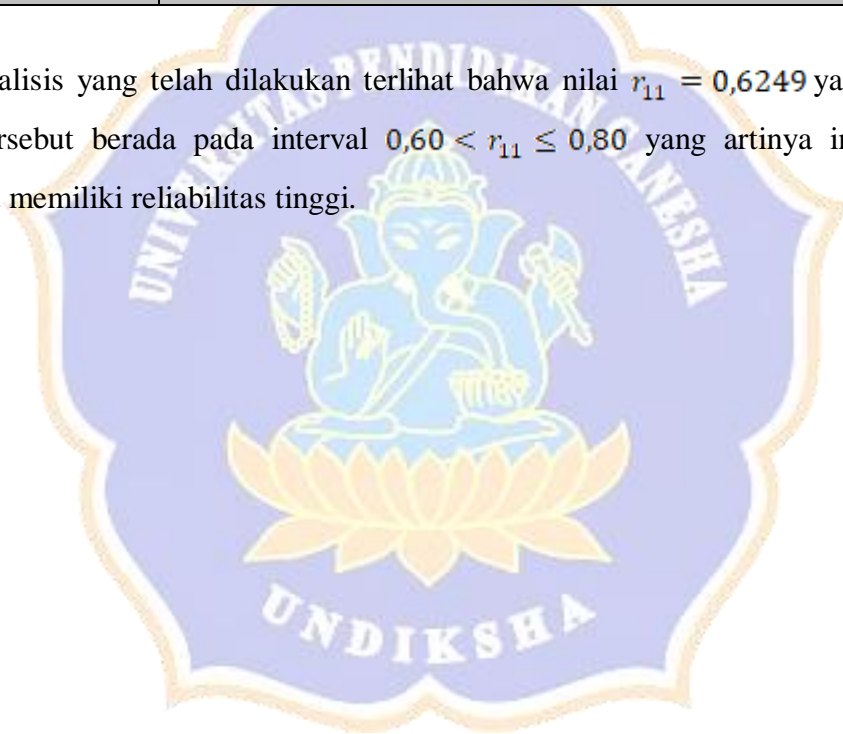 alisis yang telah dilakukan terlihat bahwa nilai r₁₁ = 0,6249 ya
rsebut berada pada interval 0,60 < r₁₁ ≤ 0,80 yang artinya in
memiliki reliabilitas tinggi.
UNIVERSITAS PENDIDIKAN GANESHA
UNDIKSHA